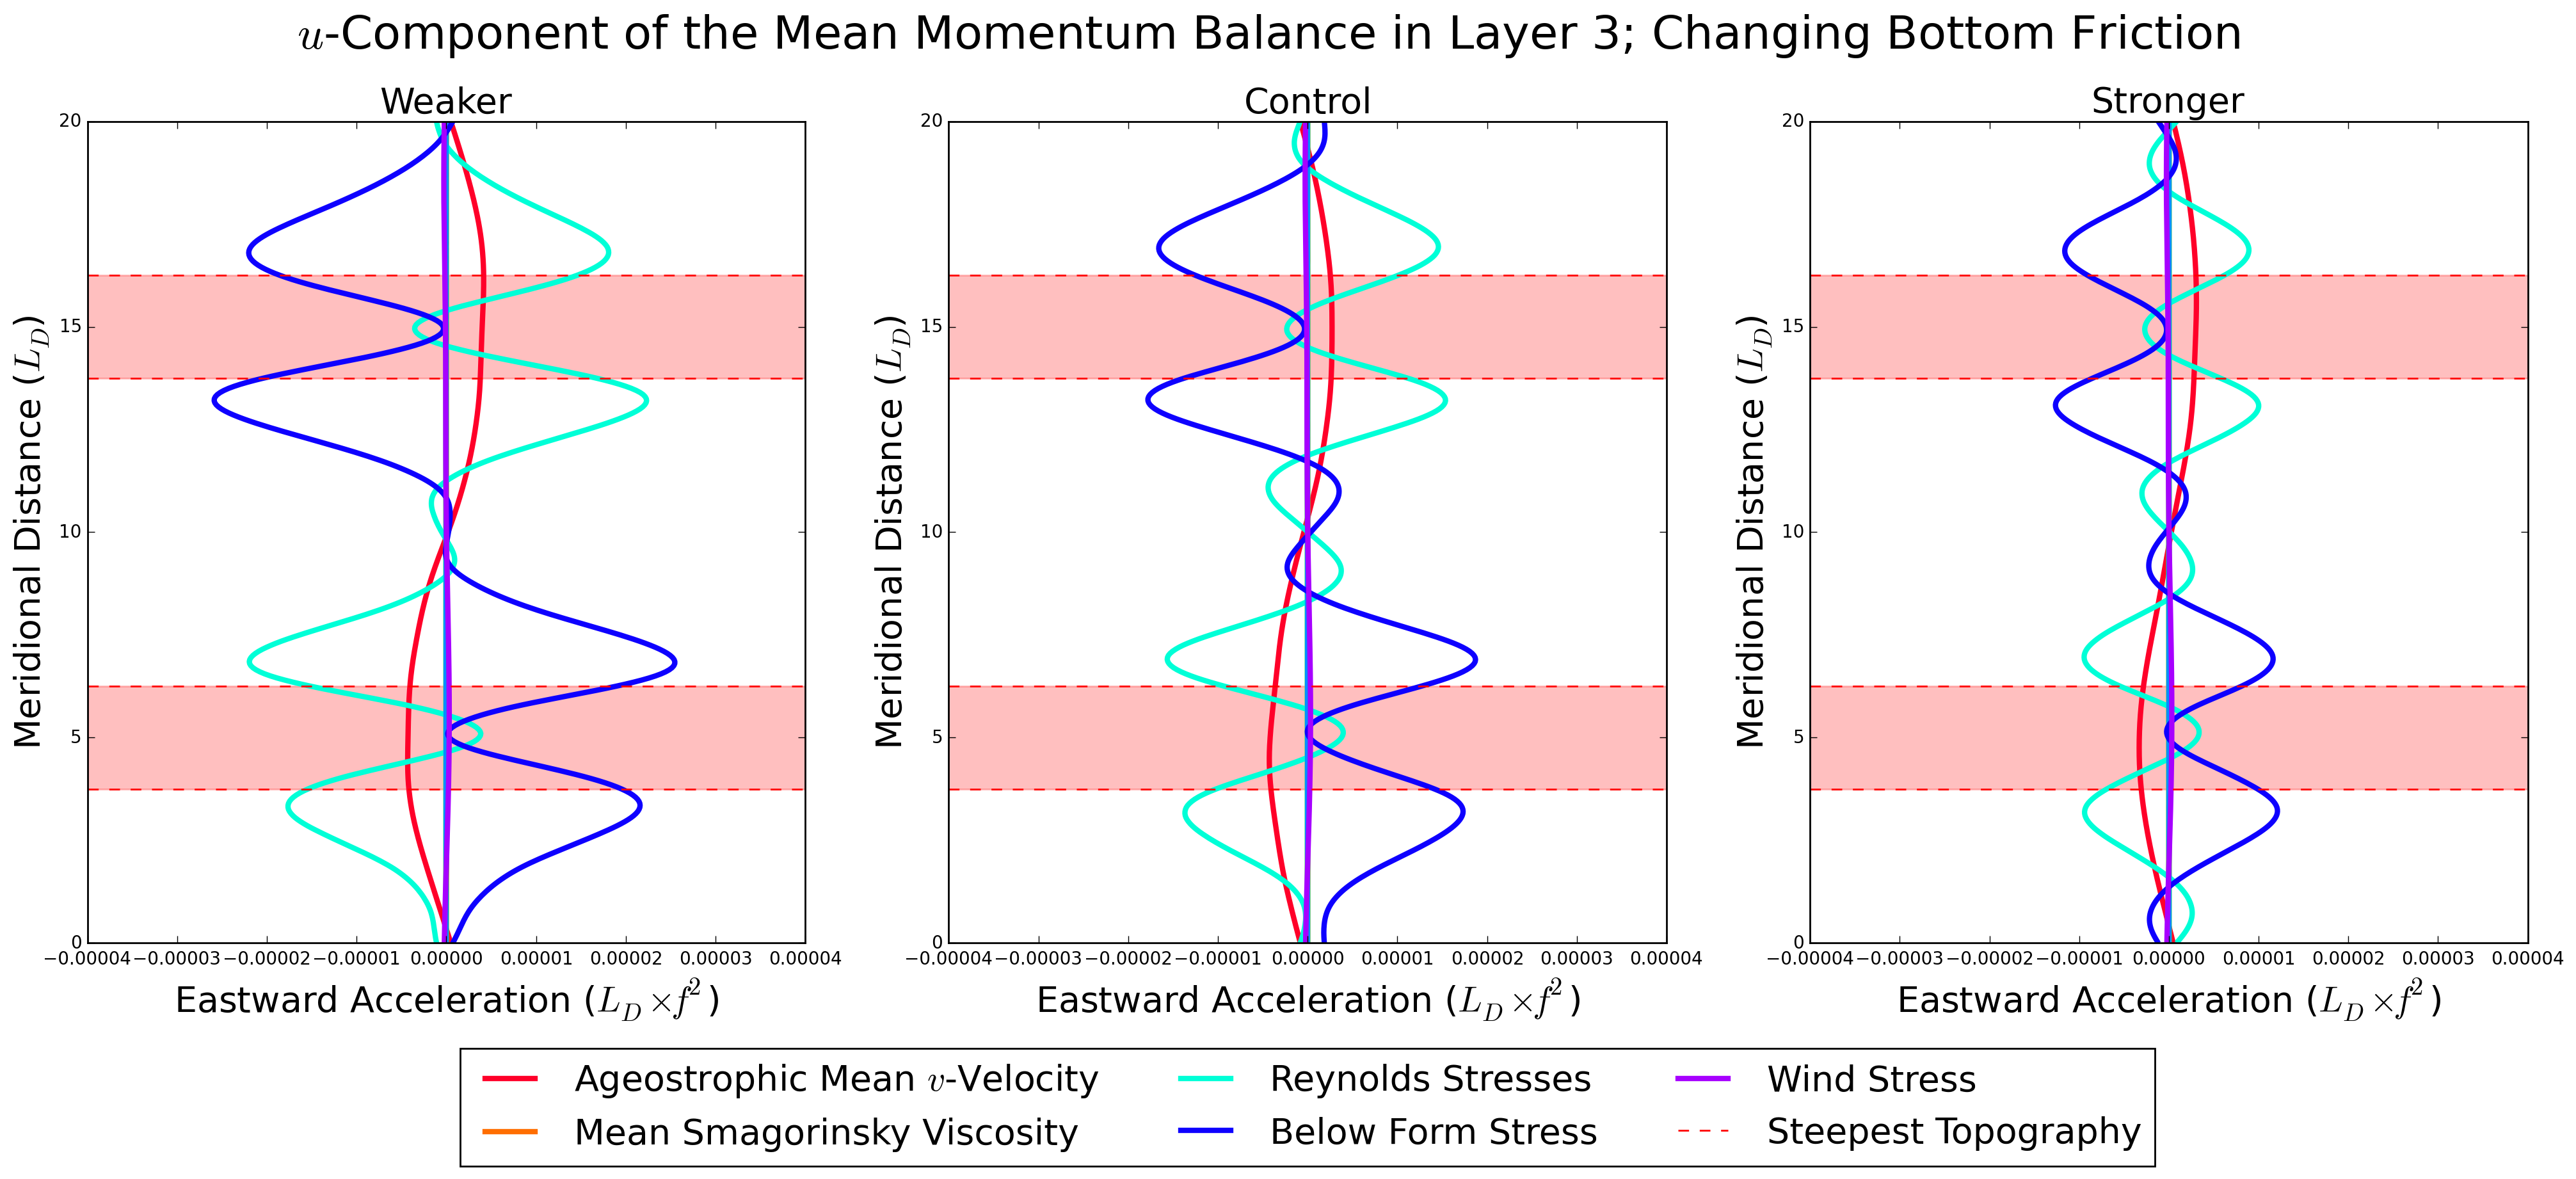 u-Component of the Mean Momentum Balance in Layer 3; Changing Bottom Friction
Weaker
Control
Stronger
20
15
10
5
0
20
15
10
5
0
20
15
10
5
0
Meridional Distance (L_D)
Meridional Distance (L_D)
Meridional Distance (L_D)
−0.00004 −0.00003 −0.00002 −0.00001 0.00000 0.00001 0.00002 0.00003 0.00004
−0.00004 −0.00003 −0.00002 −0.00001 0.00000 0.00001 0.00002 0.00003 0.00004
−0.00004 −0.00003 −0.00002 −0.00001 0.00000 0.00001 0.00002 0.00003 0.00004
Eastward Acceleration (L_D × f²)
Eastward Acceleration (L_D × f²)
Eastward Acceleration (L_D × f²)
Ageostrophic Mean v-Velocity
Mean Smagorinsky Viscosity
Reynolds Stresses
Below Form Stress
Wind Stress
Steepest Topography